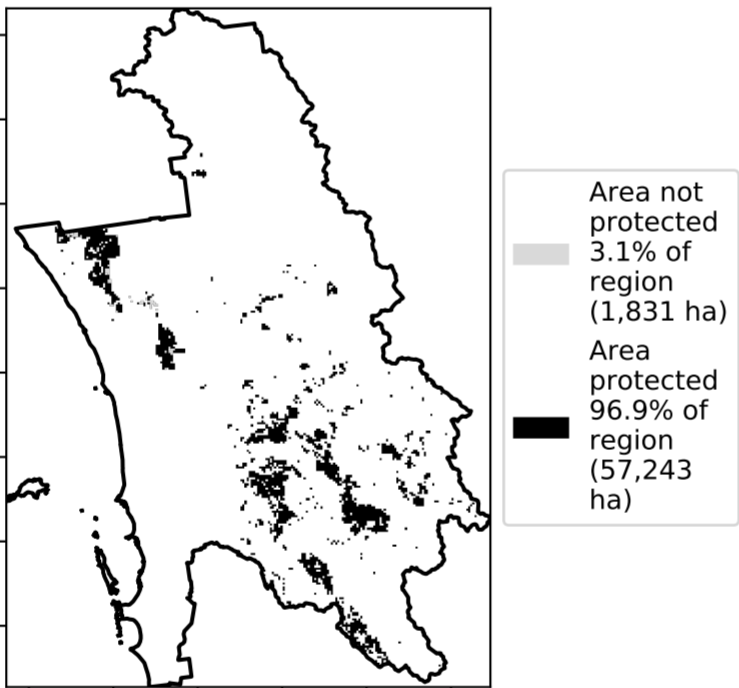 Area not
protected
3.1% of
region
(1,831 ha)
Area
protected
96.9% of
region
(57,243
ha)